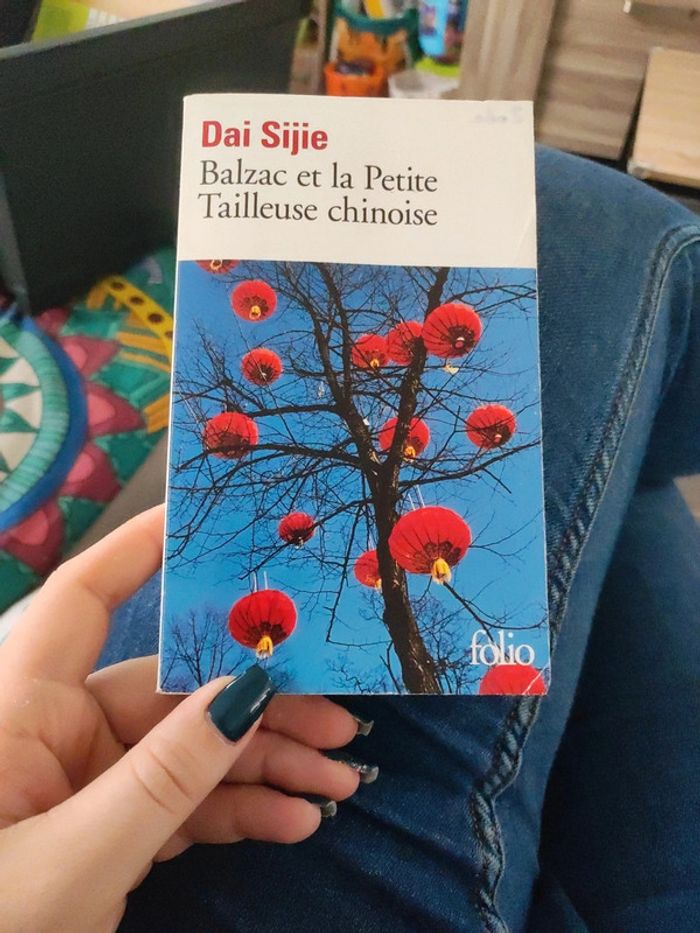 Dai Sijie
Balzac et la Petite
Tailleuse chinoise
folio